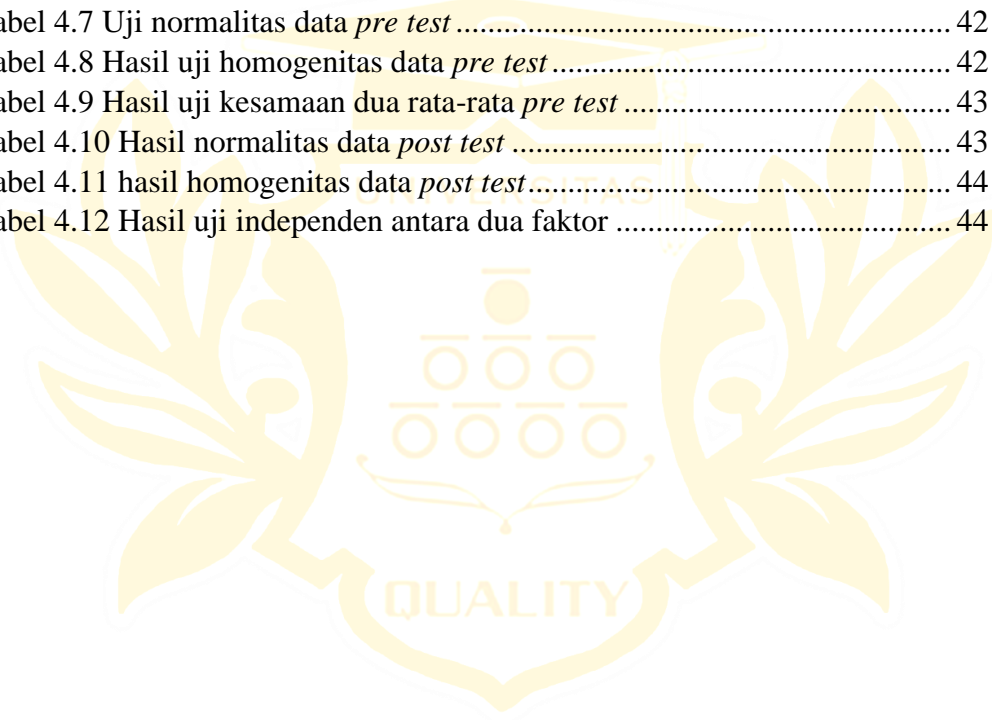 abel 4.7 Uji normalitas data pre test ............................................................. 42
abel 4.8 Hasil uji homogenitas data pre test .................................................. 42
abel 4.9 Hasil uji kesamaan dua rata-rata pre test ......................................... 43
abel 4.10 Hasil normalitas data post test ....................................................... 43
abel 4.11 hasil homogenitas data post test ..................................................... 44
abel 4.12 Hasil uji independen antara dua faktor .......................................... 44
UNIVERSITAS
QUALITY